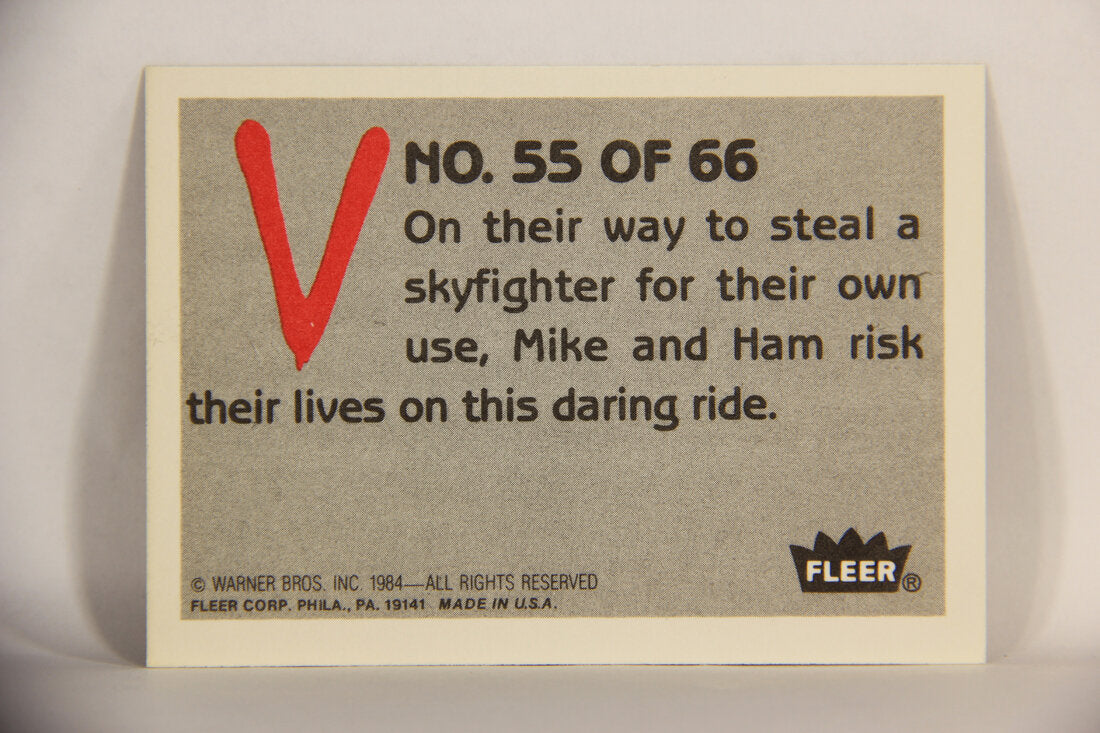 V
NO. 55 OF 66
On their way to steal a
skyfighter for their own
use, Mike and Ham risk
their lives on this daring ride.
FLEER®
© WARNER BROS. INC. 1984—ALL RIGHTS RESERVED
FLEER CORP. PHILA., PA. 19141 MADE IN U.S.A.